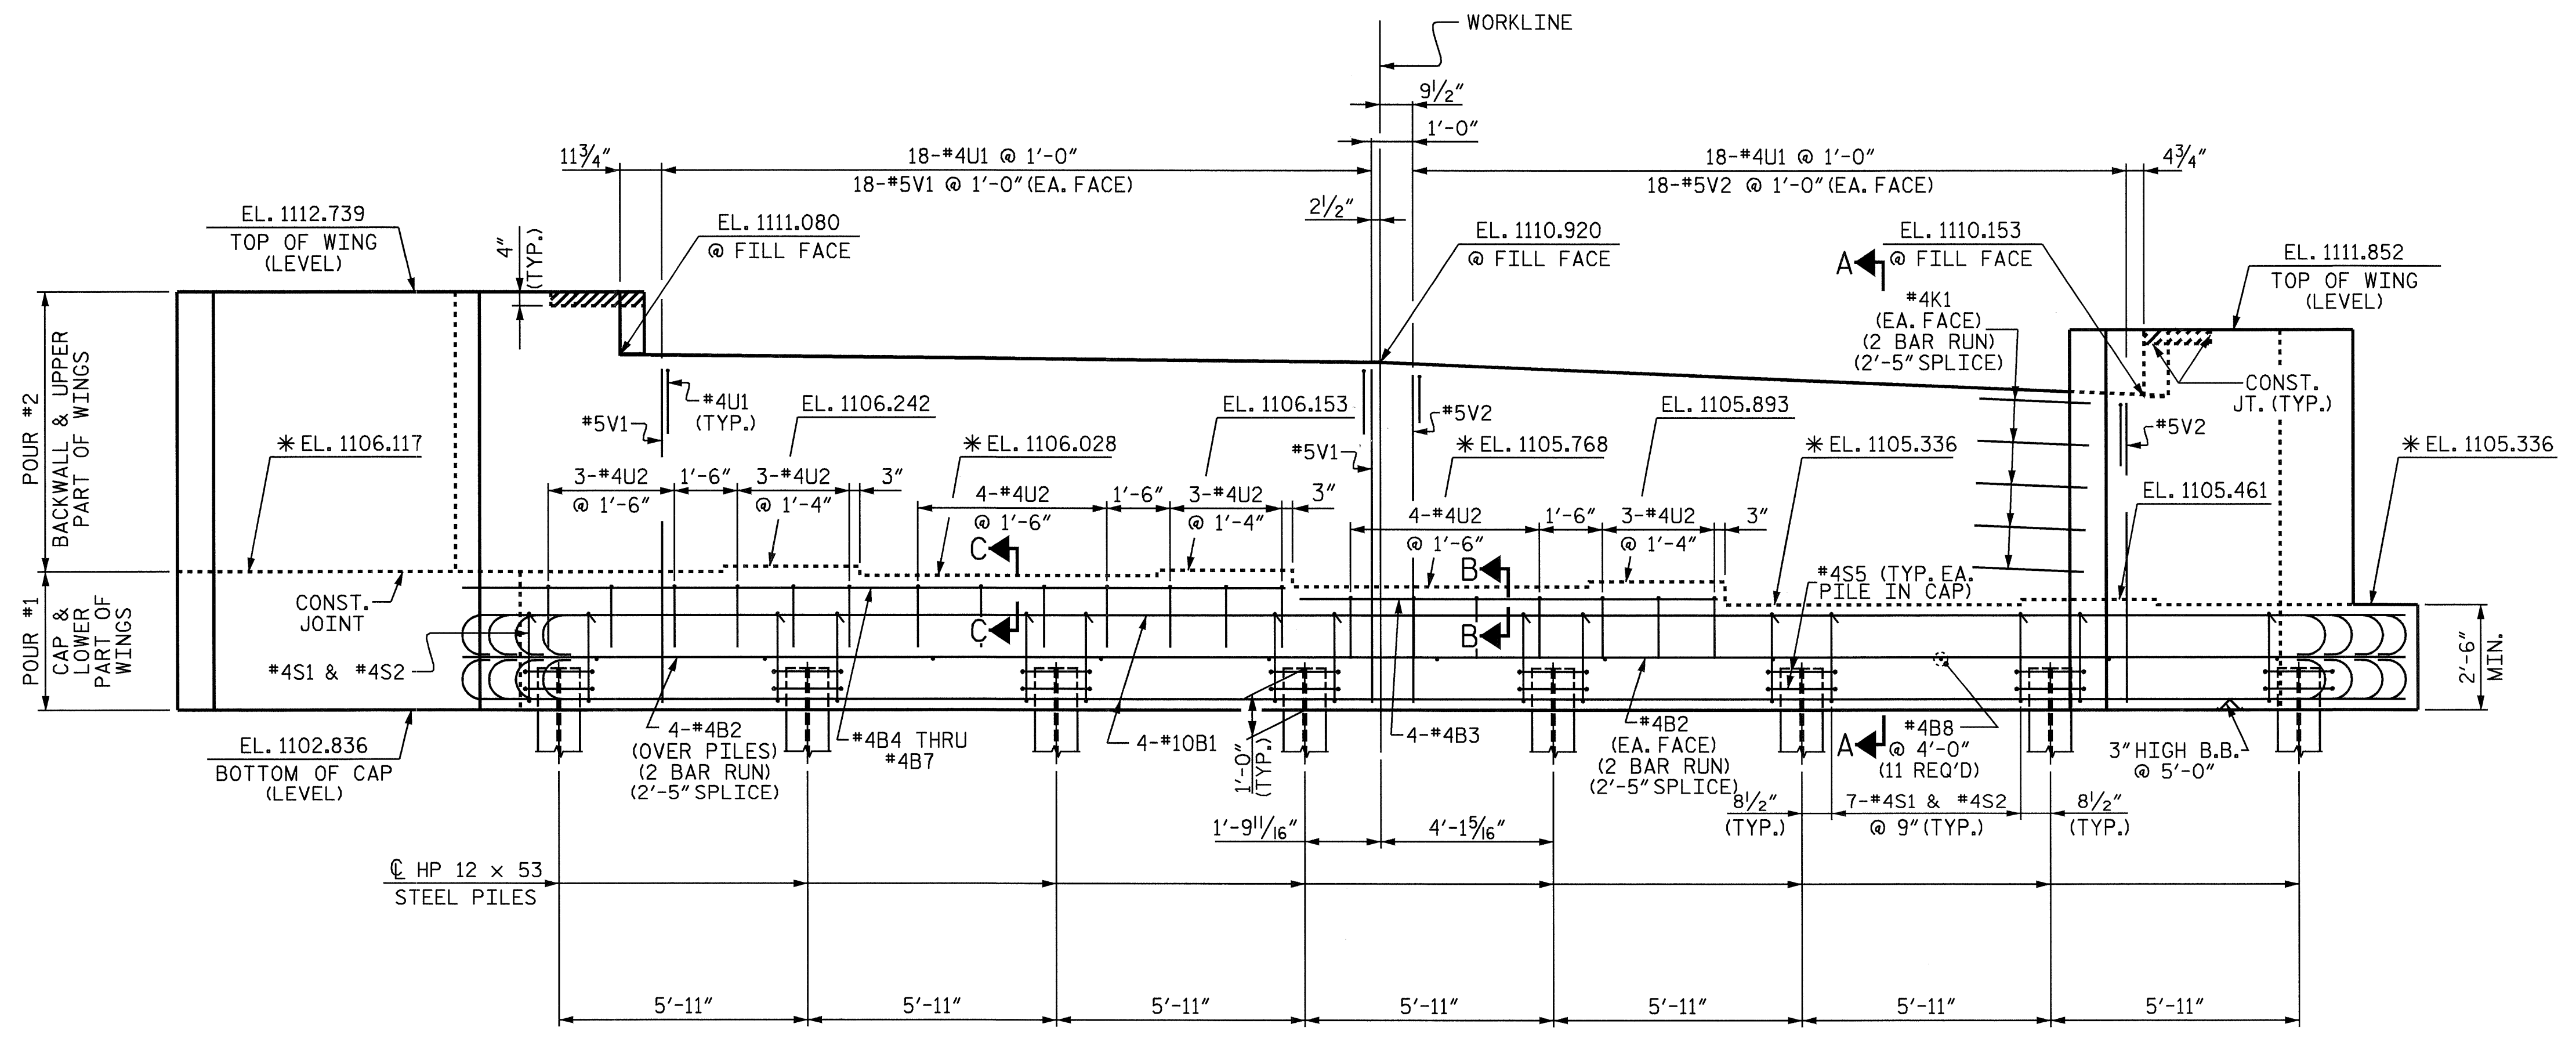 WORKLINE
9½"
1'-0"
11¾"
18-#4U1 @ 1'-0"
18-#5V1 @ 1'-0" (EA. FACE)
18-#4U1 @ 1'-0"
18-#5V2 @ 1'-0" (EA. FACE)
4¾"
2½"
EL. 1112.739
TOP OF WING
(LEVEL)
4"
(TYP.)
EL. 1111.080
@ FILL FACE
EL. 1110.920
@ FILL FACE
EL. 1110.153
@ FILL FACE
EL. 1111.852
TOP OF WING
(LEVEL)
A
#4K1
(EA. FACE)
(2 BAR RUN)
(2'-5" SPLICE)
CONST.
JT. (TYP.)
POUR #2
BACKWALL & UPPER
PART OF WINGS
#4U1
(TYP.)
#5V1
EL. 1106.242
EL. 1106.153
#5V1
#5V2
EL. 1105.893
#5V2
* EL. 1106.117
* EL. 1106.028
* EL. 1105.768
* EL. 1105.336
* EL. 1105.336
EL. 1105.461
3-#4U2
@ 1'-6"
1'-6"
3-#4U2
@ 1'-4"
3"
4-#4U2
@ 1'-6"
1'-6"
3-#4U2
@ 1'-4"
3"
4-#4U2
@ 1'-6"
1'-6"
3-#4U2
@ 1'-4"
3"
C
C
B
B
#4S5 (TYP. EA.
PILE IN CAP)
POUR #1
CAP &
LOWER
PART OF
WINGS
CONST.
JOINT
#4S1 & #4S2
2'-6"
MIN.
EL. 1102.836
BOTTOM OF CAP
(LEVEL)
4-#4B2
(OVER PILES)
(2 BAR RUN)
(2'-5" SPLICE)
#4B4 THRU
#4B7
4-#10B1
1'-0"
(TYP.)
4-#4B3
#4B2
(EA. FACE)
(2 BAR RUN)
(2'-5" SPLICE)
A
#4B8
@ 4'-0"
(11 REQ'D)
3" HIGH B.B.
@ 5'-0"
8½"
(TYP.)
7-#4S1 & #4S2
@ 9" (TYP.)
8½"
(TYP.)
1'-9 11/16"
4'-1 5/16"
℄ HP 12 x 53
STEEL PILES
5'-11"
5'-11"
5'-11"
5'-11"
5'-11"
5'-11"
5'-11"